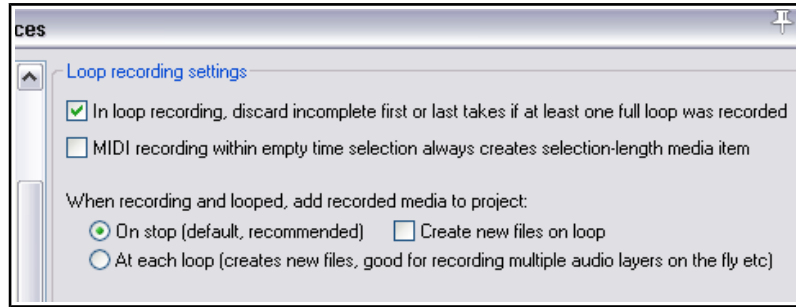 ces
Loop recording settings
In loop recording, discard incomplete first or last takes if at least one full loop was recorded
MIDI recording within empty time selection always creates selection-length media item
When recording and looped, add recorded media to project:
On stop (default, recommended) Create new files on loop
At each loop (creates new files, good for recording multiple audio layers on the fly etc)